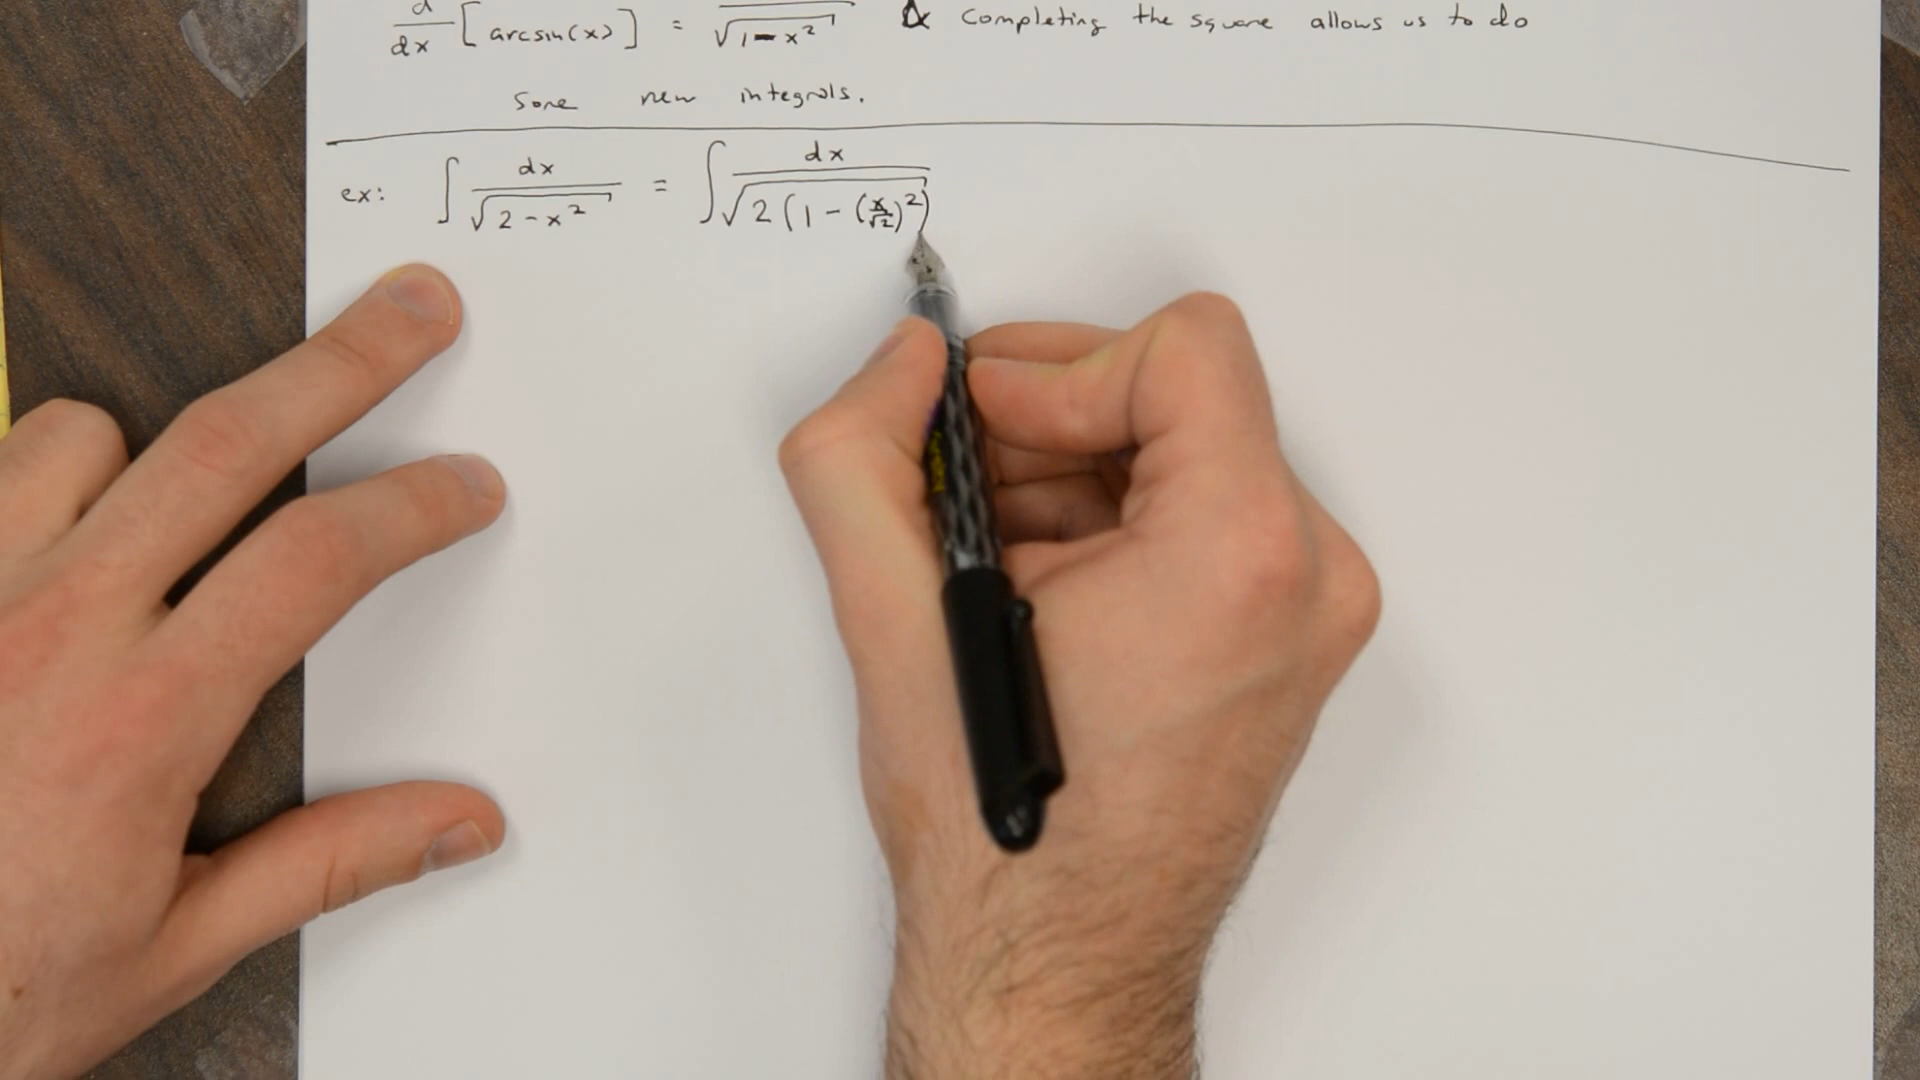 d/dx [arcsin(x)] = /√(1-x²) & Completing the square allows us to do
Some new integrals.
ex: ∫ dx/√(2-x²) = ∫ dx/√(2(1-(x/√2)²))